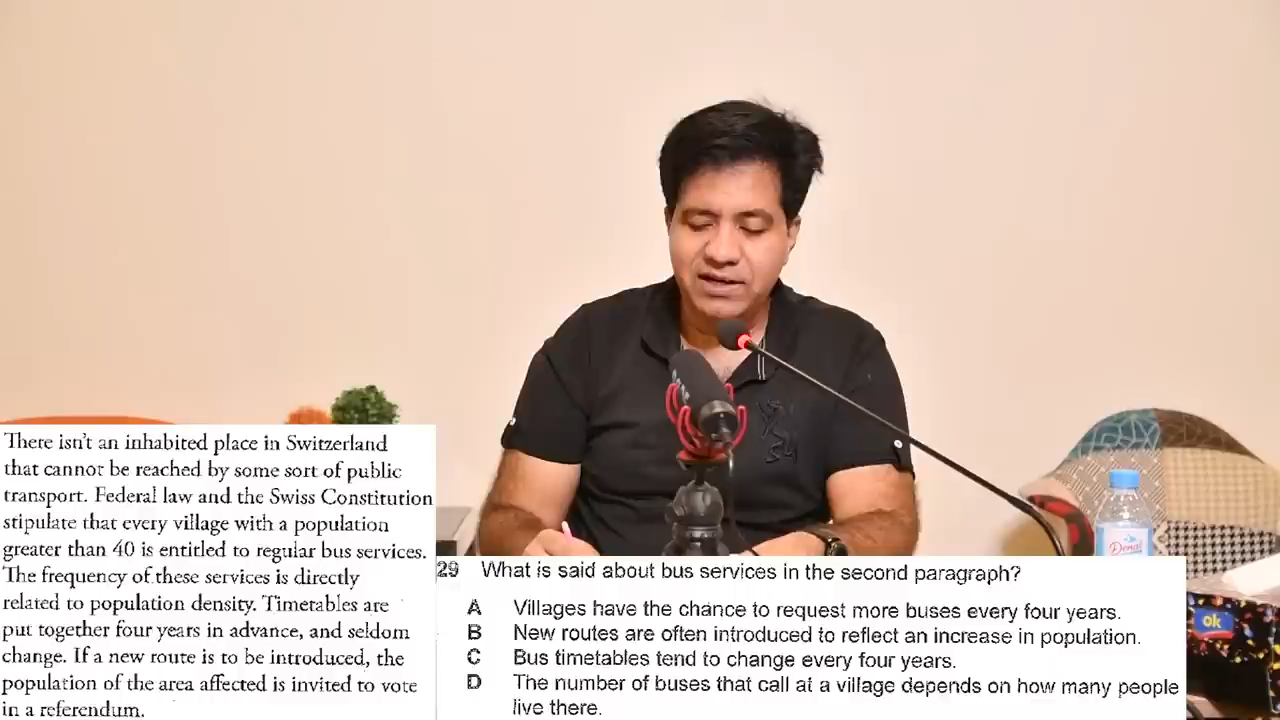 There isn't an inhabited place in Switzerland
that cannot be reached by some sort of public
transport. Federal law and the Swiss Constitution
stipulate that every village with a population
greater than 40 is entitled to regular bus services.
The frequency of these services is directly
related to population density. Timetables are
put together four years in advance, and seldom
change. If a new route is to be introduced, the
population of the area affected is invited to vote
in a referendum.
29 What is said about bus services in the second paragraph?
A Villages have the chance to request more buses every four years.
B New routes are often introduced to reflect an increase in population.
C Bus timetables tend to change every four years.
D The number of buses that call at a village depends on how many people
live there.
ok